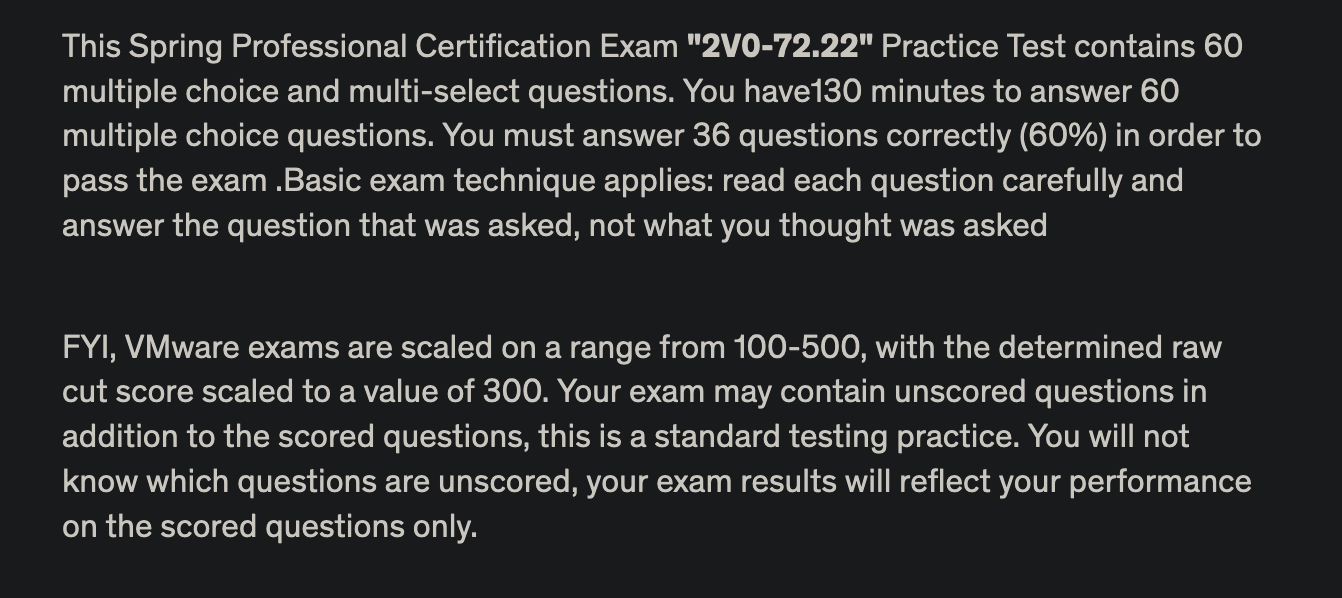 This Spring Professional Certification Exam "2V0-72.22" Practice Test contains 60
multiple choice and multi-select questions. You have130 minutes to answer 60
multiple choice questions. You must answer 36 questions correctly (60%) in order to
pass the exam .Basic exam technique applies: read each question carefully and
answer the question that was asked, not what you thought was asked
FYI, VMware exams are scaled on a range from 100-500, with the determined raw
cut score scaled to a value of 300. Your exam may contain unscored questions in
addition to the scored questions, this is a standard testing practice. You will not
know which questions are unscored, your exam results will reflect your performance
on the scored questions only.